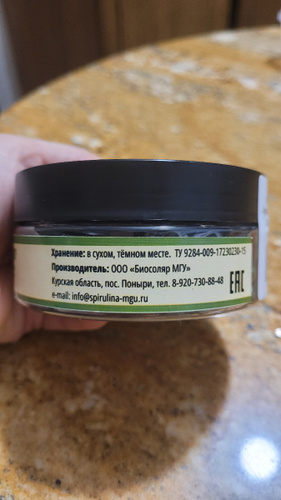 Хранение: в сухом, тёмном месте. ТУ 9284-009-17230230-15
Производитель: ООО «Биосоляр МГУ»
Курская область, пос. Поныри, тел. 8-920-730-88-48
e-mail: info@spirulina-mgu.ru
EAC